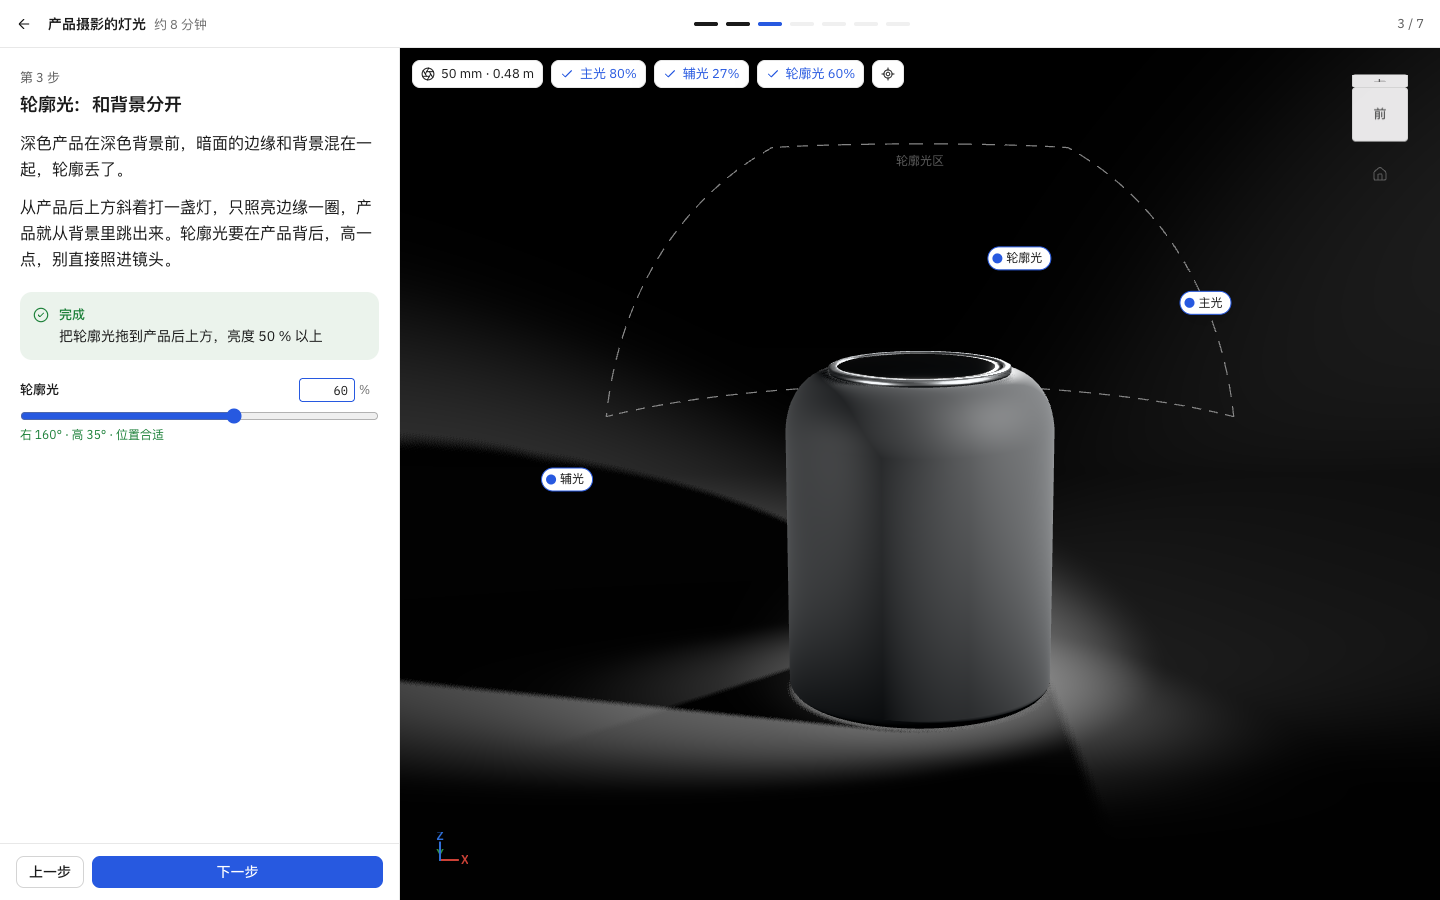 产品摄影的灯光 约 8 分钟
3 / 7
第 3 步
轮廓光：和背景分开
深色产品在深色背景前，暗面的边缘和背景混在一
起，轮廓丢了。
从产品后上方斜着打一盏灯，只照亮边缘一圈，产
品就从背景里跳出来。轮廓光要在产品背后，高一
点，别直接照进镜头。
完成
把轮廓光拖到产品后上方，亮度 50 % 以上
轮廓光 60 %
右 160° · 高 35° · 位置合适
上一步
下一步
50 mm · 0.48 m
主光 80%
辅光 27%
轮廓光 60%
前
轮廓光区
轮廓光
主光
辅光
Z
X